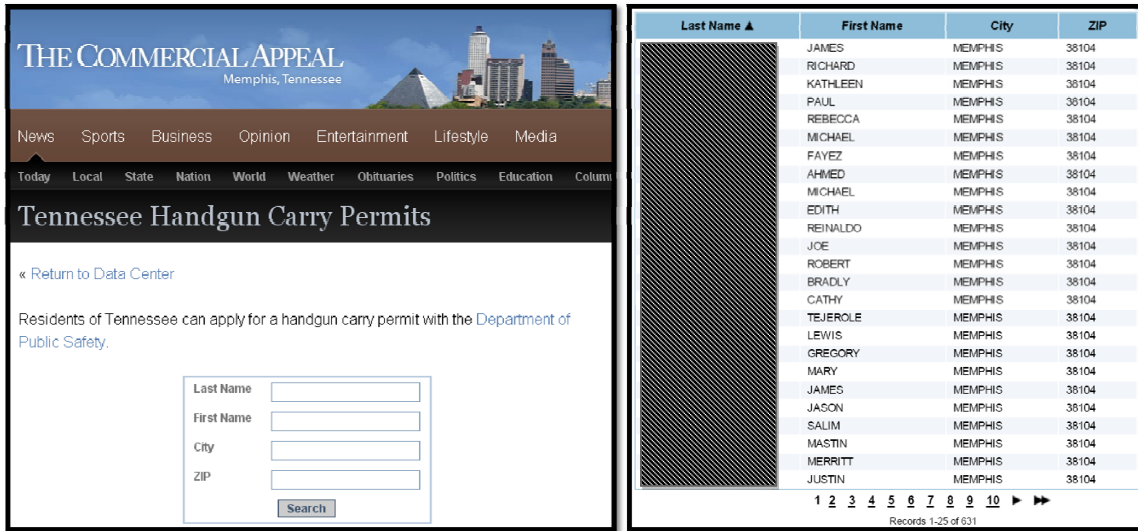 THE COMMERCIAL APPEAL
Memphis, Tennessee
News Sports Business Opinion Entertainment Lifestyle Media
Today Local State Nation World Weather Obituaries Politics Education
Tennessee Handgun Carry Permits
« Return to Data Center
Residents of Tennessee can apply for a handgun carry permit with the Department of
Public Safety.
Last Name
First Name
City
ZIP
Search
Last Name ▲ First Name City ZIP
JAMES MEMPHIS 38104
RICHARD MEMPHIS 38104
KATHLEEN MEMPHIS 38104
PAUL MEMPHIS 38104
REBECCA MEMPHIS 38104
MICHAEL MEMPHIS 38104
FAYEZ MEMPHIS 38104
AHMED MEMPHIS 38104
MICHAEL MEMPHIS 38104
EDITH MEMPHIS 38104
REINALDO MEMPHIS 38104
JOE MEMPHIS 38104
ROBERT MEMPHIS 38104
BRADLY MEMPHIS 38104
CATHY MEMPHIS 38104
TEJEROLE MEMPHIS 38104
LEWIS MEMPHIS 38104
GREGORY MEMPHIS 38104
MARY MEMPHIS 38104
JAMES MEMPHIS 38104
JASON MEMPHIS 38104
SALIM MEMPHIS 38104
MASTIN MEMPHIS 38104
MERRITT MEMPHIS 38104
JUSTIN MEMPHIS 38104
1 2 3 4 5 6 7 8 9 10
Records 1-25 of 631